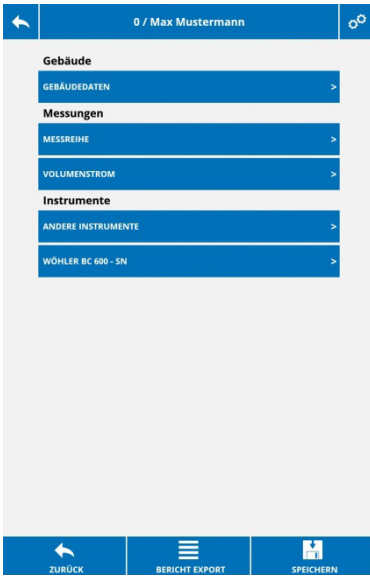 0 / Max Mustermann
Gebäude
GEBÄUDEDATEN >
Messungen
MESSREIHE >
VOLUMENSTROM >
Instrumente
ANDERE INSTRUMENTE >
WÖHLER BC 600 - SN >
ZURÜCK BERICHT EXPORT SPEICHERN